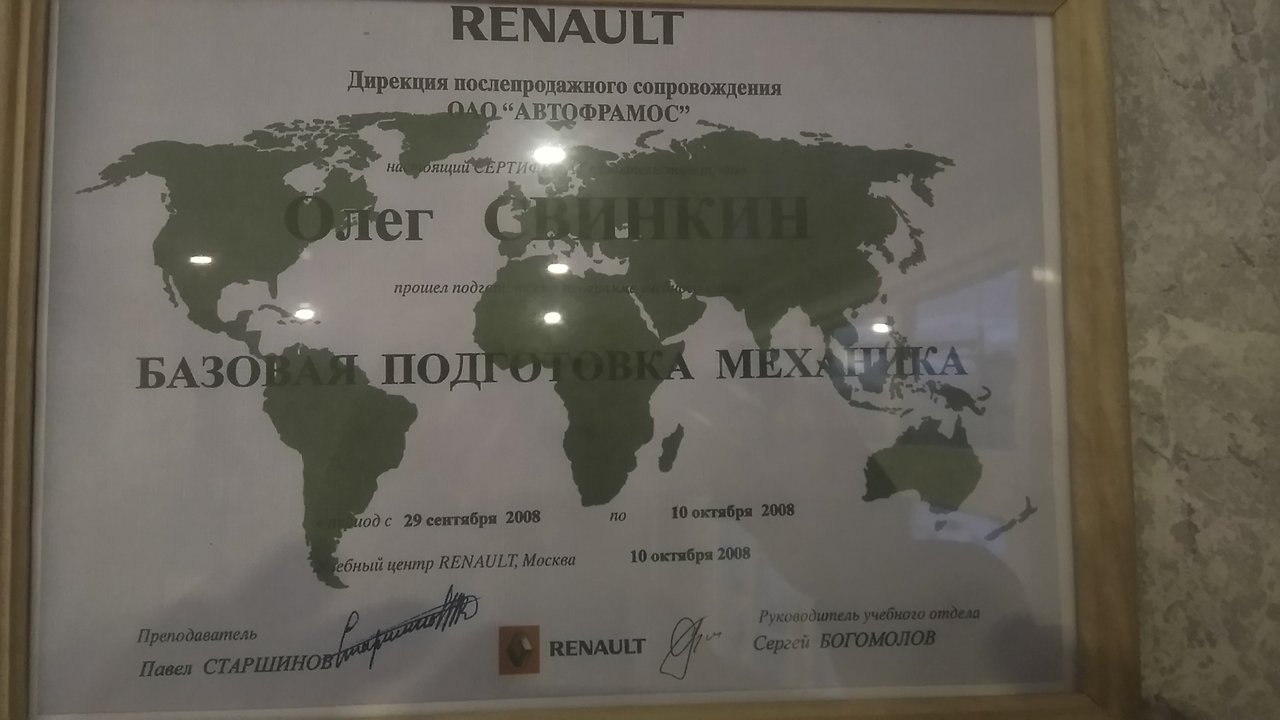 RENAULT
Дирекция послепродажного сопровождения
ОАО “АВТОФРАМОС”
настоящий
Олег СВИНКИН
прошел
БАЗОВАЯ ПОДГОТОВКА МЕХАНИКА
период с 29 сентября 2008 по 10 октября 2008
центр RENAULT, Москва 10 октября 2008
Преподаватель
Павел СТАРШИНОВ
RENAULT
Руководитель учебного отдела
Сергей БОГОМОЛОВ